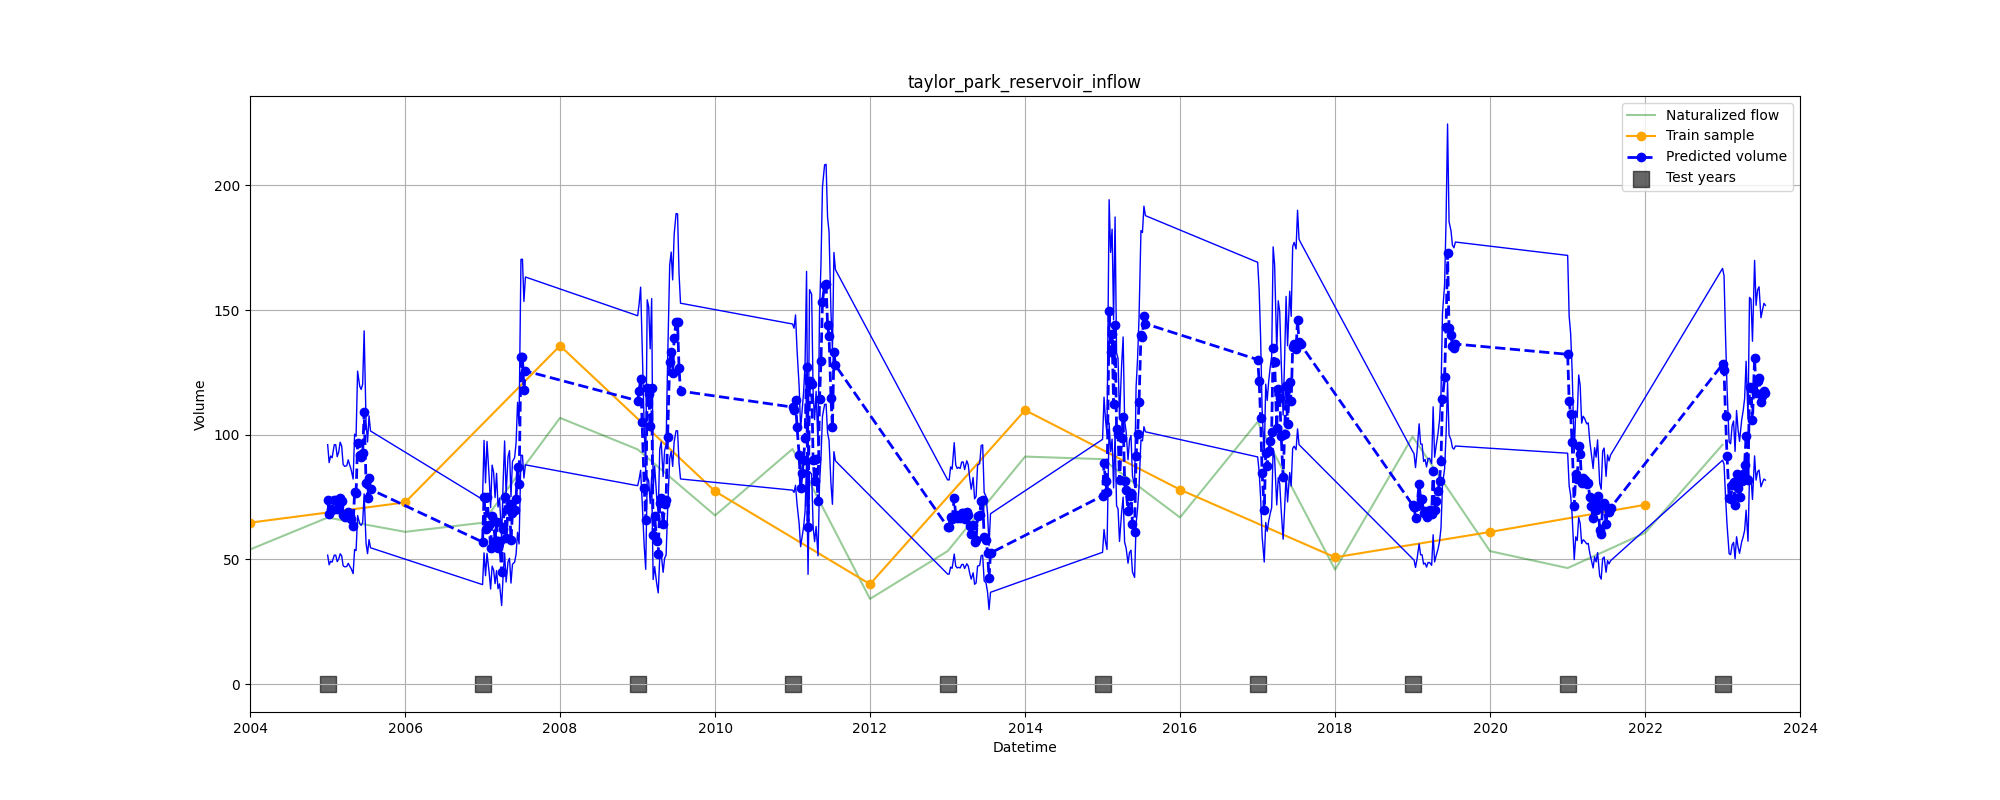 taylor_park_reservoir_inflow
Naturalized flow
Train sample
Predicted volume
Test years
Volume
200
150
100
50
0
2004 2006 2008 2010 2012 2014 2016 2018 2020 2022 2024
Datetime